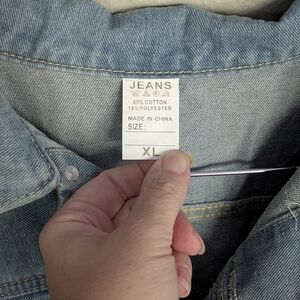 JEANS
85% COTTON
15% POLYESTER
MADE IN CHINA
SIZE:
XL